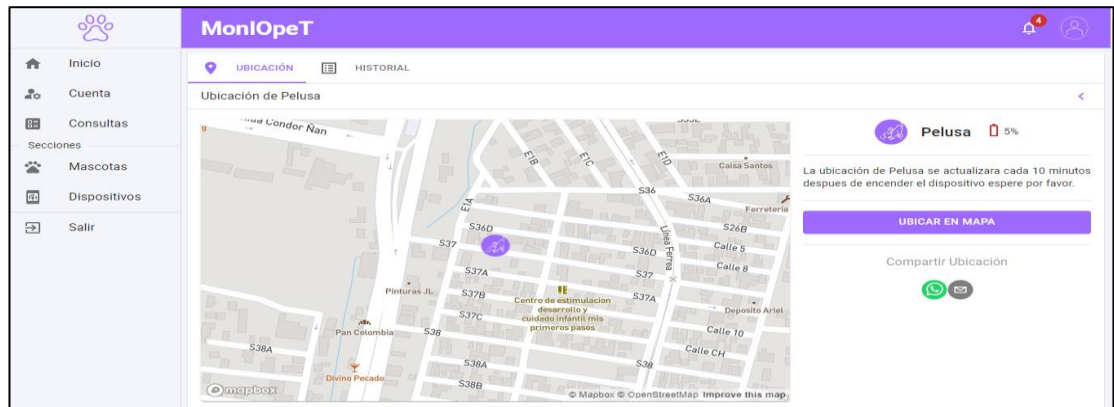 MonIOpeT
4
Inicio
Cuenta
Consultas
Secciones
Mascotas
Dispositivos
Salir
UBICACIÓN
HISTORIAL
Ubicación de Pelusa
<
Condor Ñan
E1B
E1C
E1D
Caisa Santos
S36
S36A
Ferretería
E1A
S36D
S26B
Línea Ferrea
Calle 5
S37
S36D
Calle 8
S37A
S37
Pinturas JL
S37B
S37A
Centro de estimulacion
desarrollo y
cuidado infantil mis
primeros pasos
Deposito Ariel
S37C
Pan Colombia
S38
Calle 10
S38A
Calle CH
S38A
S38
Divino Pecado
S38B
mapbox
© Mapbox © OpenStreetMap Improve this map
Pelusa 5%
La ubicación de Pelusa se actualizara cada 10 minutos
despues de encender el dispositivo espere por favor.
UBICAR EN MAPA
Compartir Ubicación